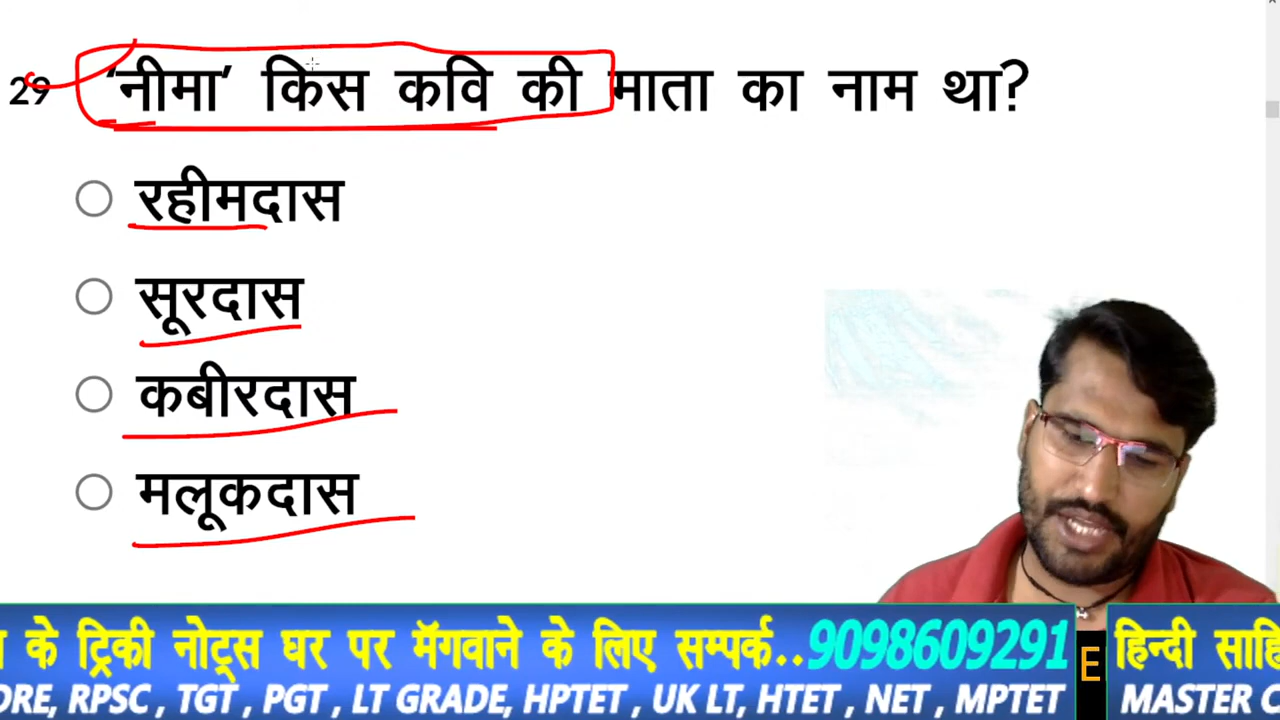 29 'नीमा' किस कवि की माता का नाम था?
रहीमदास
सूरदास
कबीरदास
मलूकदास
के ट्रिकी नोट्स घर पर मॅगवाने के लिए सम्पर्क..9098609291 E हिन्दी साहि
DRE, RPSC , TGT , PGT , LT GRADE, HPTET , UK LT, HTET , NET , MPTET MASTER C